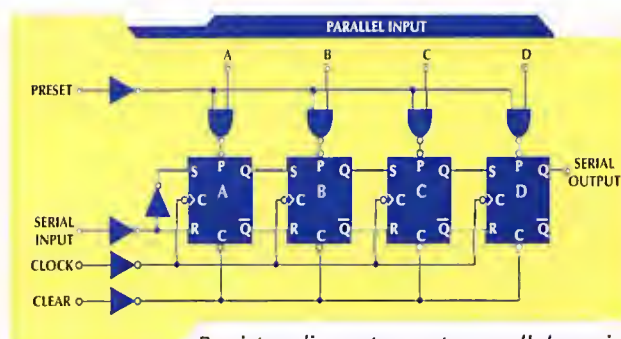 PARALLEL INPUT
A B C D
PRESET
S P Q S P Q S P Q S P Q
SERIAL
OUTPUT
A B C D
C C C C
SERIAL
INPUT
R Q R Q R Q R Q
C C C C
CLOCK
CLEAR